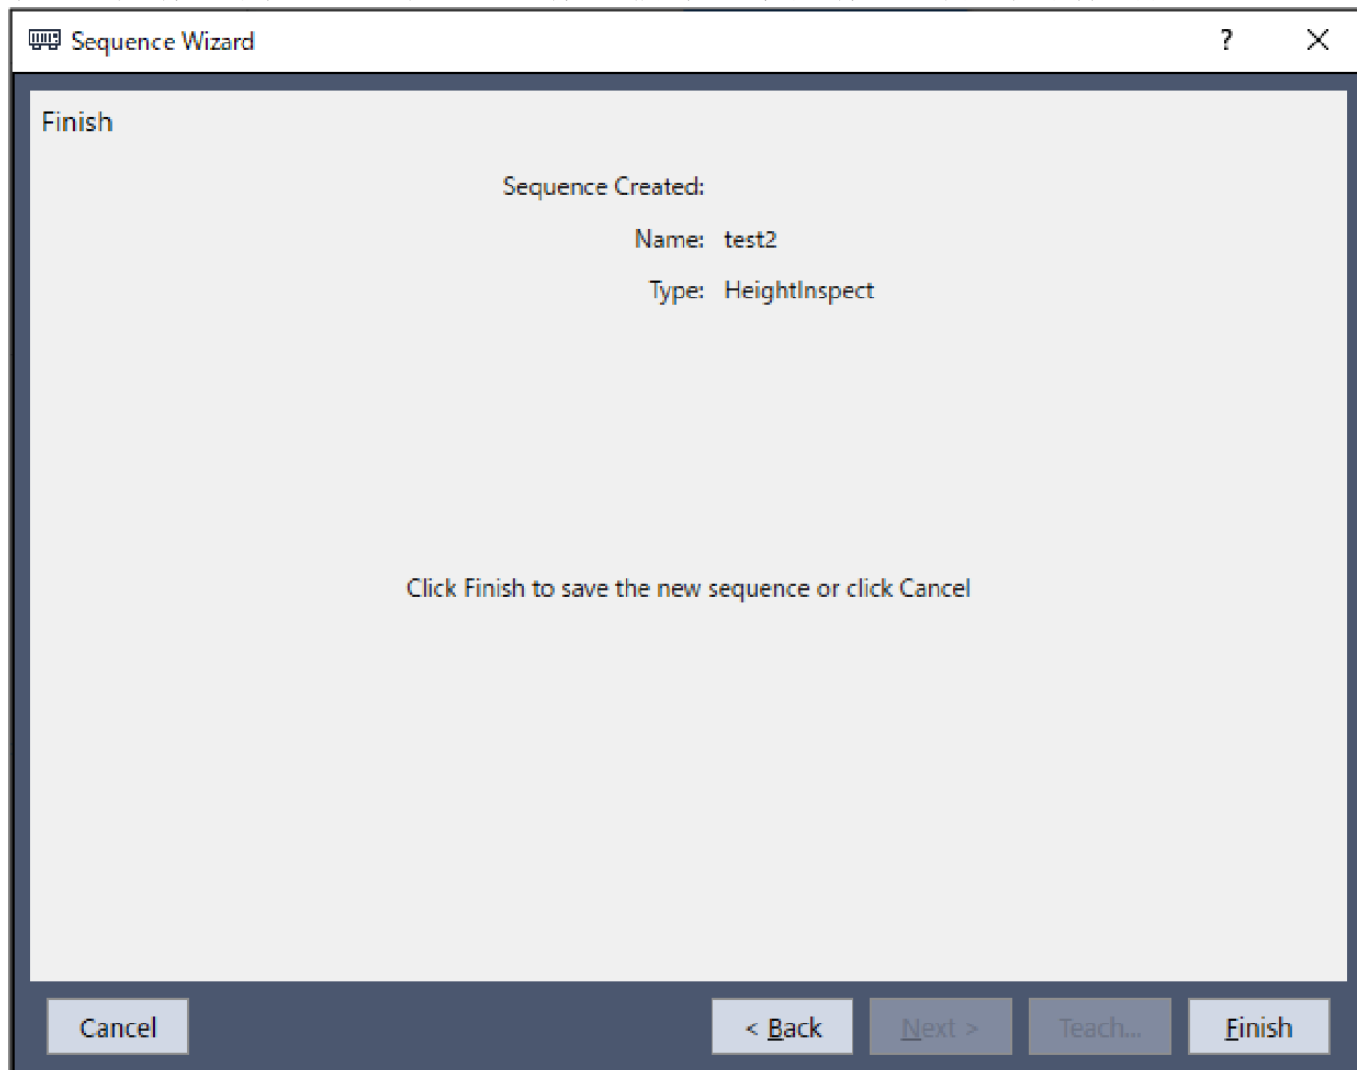 Sequence Wizard ? X
Finish
Sequence Created:
Name: test2
Type: HeightInspect
Click Finish to save the new sequence or click Cancel
Cancel < Back Next > Teach... Finish